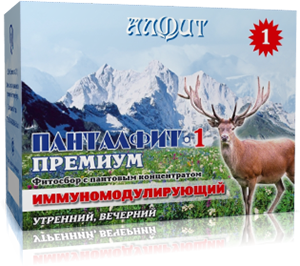 АЛФИТ
1
ПАНТАЛФИТ-1
ПРЕМИУМ
Фитосбор с пантовым концентратом
ИММУНОМОДУЛИРУЮЩИЙ
УТРЕННИЙ, ВЕЧЕРНИЙ